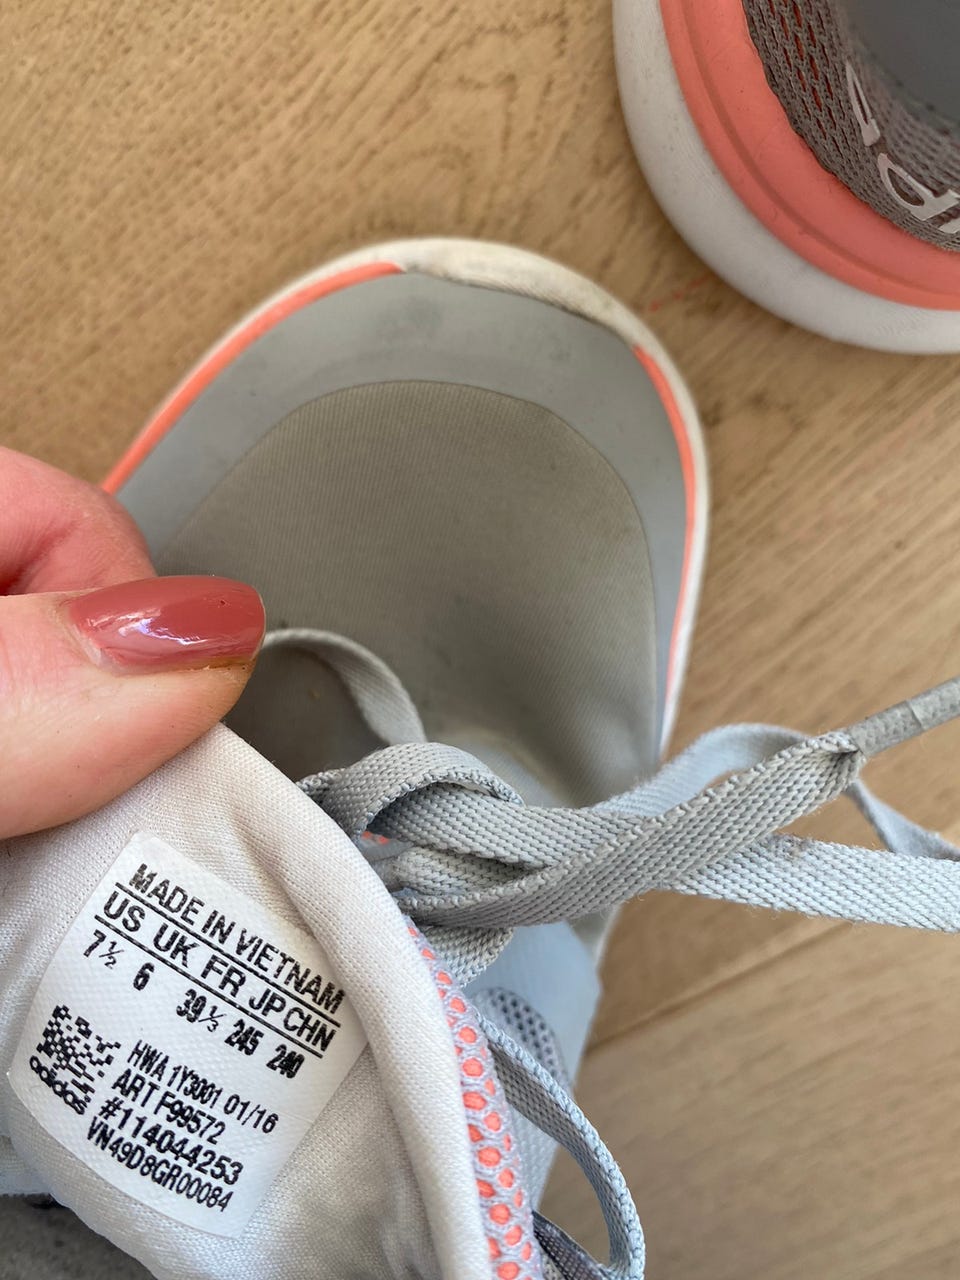 MADE IN VIETNAM
US UK FR JP CHN
7½ 6 39⅓ 245 240
HWA 1Y3001 01/16
ART F99572
#114044253
VN49D8GR00084
adidas